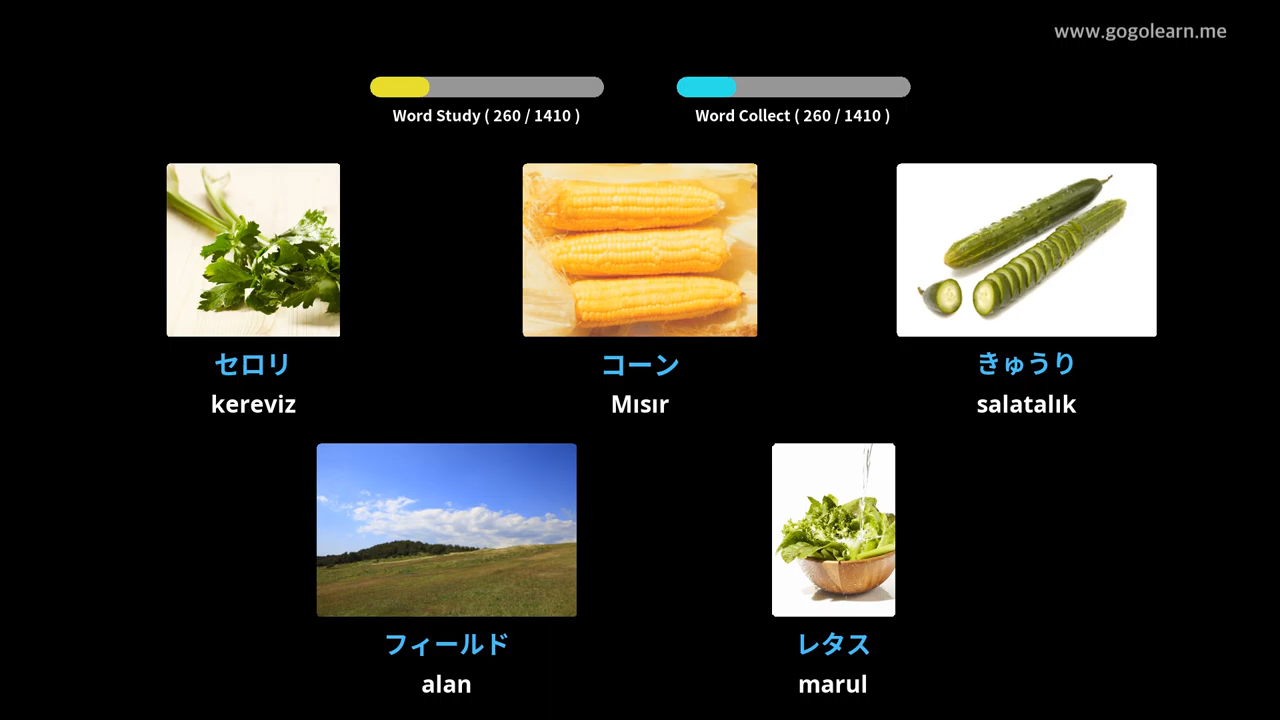 www.gogolearn.me
Word Study ( 260 / 1410 )
Word Collect ( 260 / 1410 )
セロリ
kereviz
コーン
Mısır
きゅうり
salatalık
フィールド
alan
レタス
marul